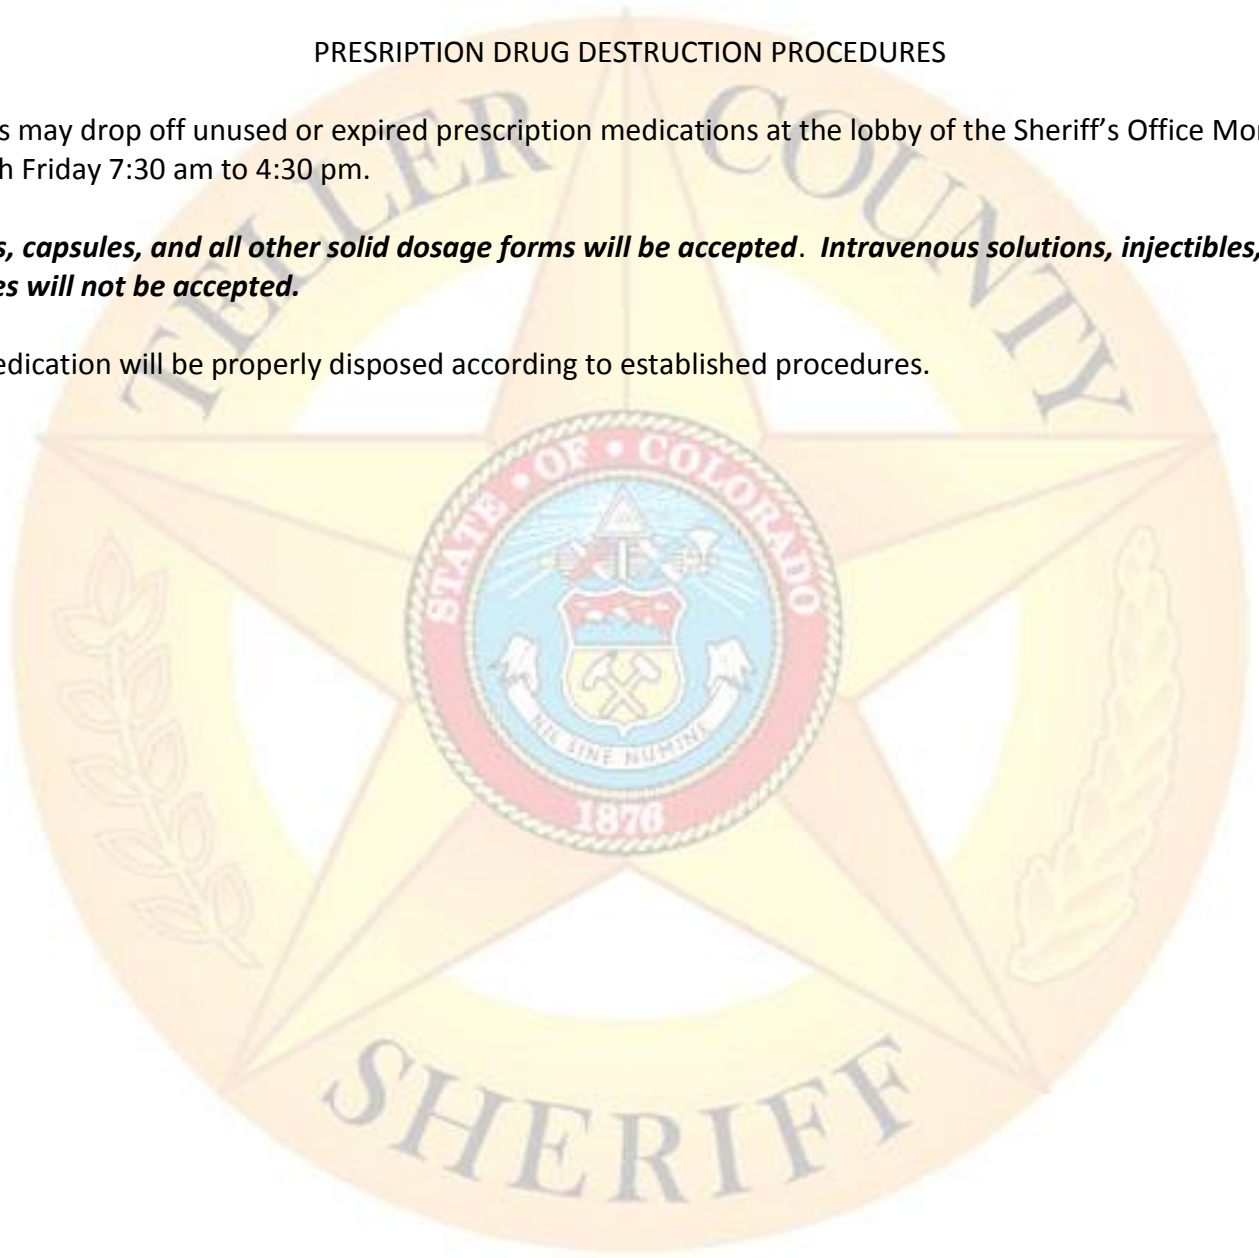 PRESRIPTION DRUG DESTRUCTION PROCEDURES
s may drop off unused or expired prescription medications at the lobby of the Sheriff's Office Mon
h Friday 7:30 am to 4:30 pm.
s, capsules, and all other solid dosage forms will be accepted. Intravenous solutions, injectibles,
es will not be accepted.
edication will be properly disposed according to established procedures.
TELLER COUNTY
STATE • OF • COLORADO
NIL SINE NUMINE
1876
SHERIFF